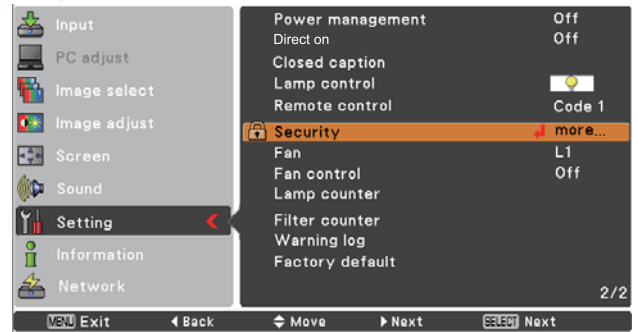 Input
PC adjust
Image select
Image adjust
Screen
Sound
Setting
Information
Network
Power management Off
Direct on Off
Closed caption
Lamp control
Remote control Code 1
Security more...
Fan L1
Fan control Off
Lamp counter
Filter counter
Warning log
Factory default
2/2
MENU Exit Back Move Next SELECT Next